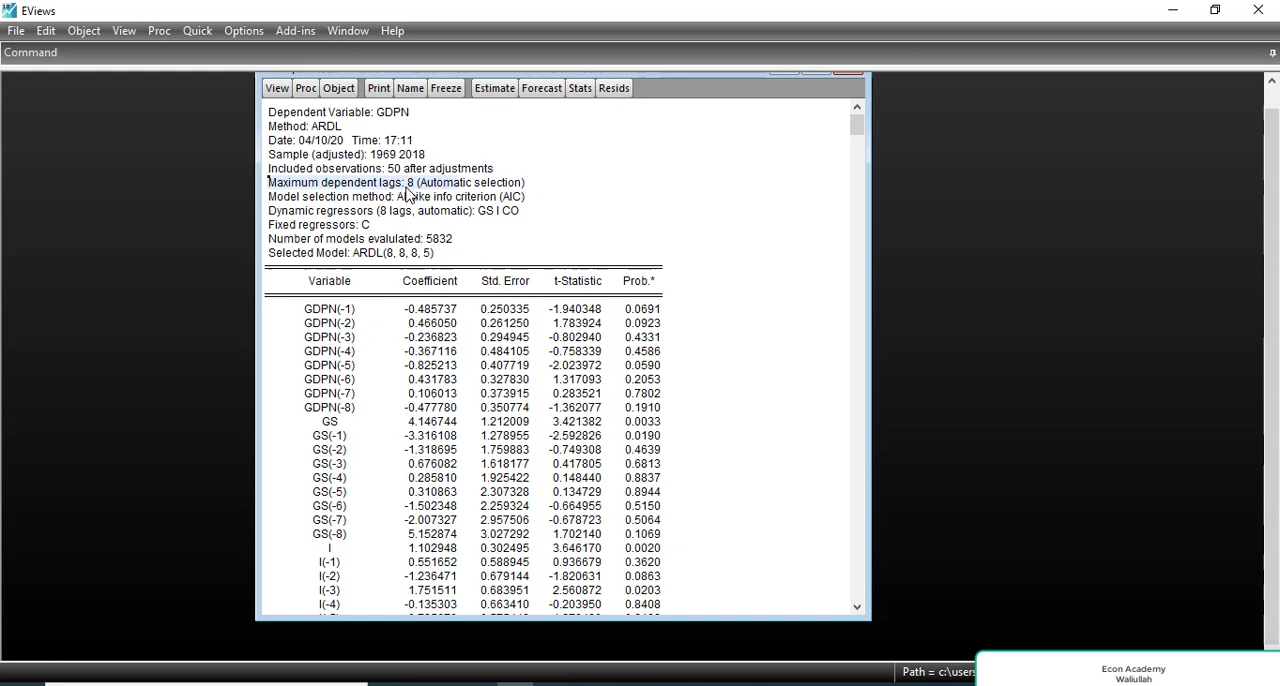 EViews
File Edit Object View Proc Quick Options Add-ins Window Help
Command
View Proc Object Print Name Freeze Estimate Forecast Stats Resids
Dependent Variable: GDPN
Method: ARDL
Date: 04/10/20 Time: 17:11
Sample (adjusted): 1969 2018
Included observations: 50 after adjustments
Maximum dependent lags: 8 (Automatic selection)
Model selection method: Akike info criterion (AIC)
Dynamic regressors (8 lags, automatic): GS I CO
Fixed regressors: C
Number of models evalulated: 5832
Selected Model: ARDL(8, 8, 8, 5)
Variable Coefficient Std. Error t-Statistic Prob.*
GDPN(-1) -0.485737 0.250335 -1.940348 0.0691
GDPN(-2) 0.466050 0.261250 1.783924 0.0923
GDPN(-3) -0.236823 0.294945 -0.802940 0.4331
GDPN(-4) -0.367116 0.484105 -0.758339 0.4586
GDPN(-5) -0.825213 0.407719 -2.023972 0.0590
GDPN(-6) 0.431783 0.327830 1.317093 0.2053
GDPN(-7) 0.106013 0.373915 0.283521 0.7802
GDPN(-8) -0.477780 0.350774 -1.362077 0.1910
GS 4.146744 1.212009 3.421382 0.0033
GS(-1) -3.316108 1.278955 -2.592826 0.0190
GS(-2) -1.318695 1.759883 -0.749308 0.4639
GS(-3) 0.676082 1.618177 0.417805 0.6813
GS(-4) 0.285810 1.925422 0.148440 0.8837
GS(-5) 0.310863 2.307328 0.134729 0.8944
GS(-6) -1.502348 2.259324 -0.664955 0.5150
GS(-7) -2.007327 2.957506 -0.678723 0.5064
GS(-8) 5.152874 3.027292 1.702140 0.1069
I 1.102948 0.302495 3.646170 0.0020
I(-1) 0.551652 0.588945 0.936679 0.3620
I(-2) -1.236471 0.679144 -1.820631 0.0863
I(-3) 1.751511 0.683951 2.560872 0.0203
I(-4) -0.135303 0.663410 -0.203950 0.8408
Path = c:\users
Econ Academy
Waliullah